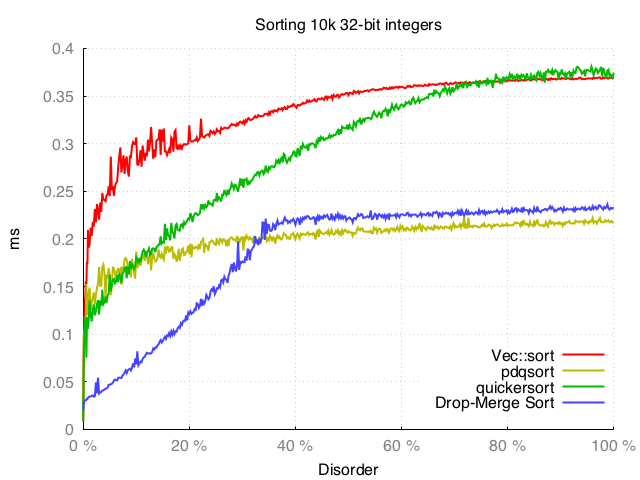 Sorting 10k 32-bit integers
0.4
0.35
0.3
0.25
0.2
0.15
0.1
0.05
0
ms
Vec::sort
pdqsort
quickersort
Drop-Merge Sort
0 % 20 % 40 % 60 % 80 % 100 %
Disorder